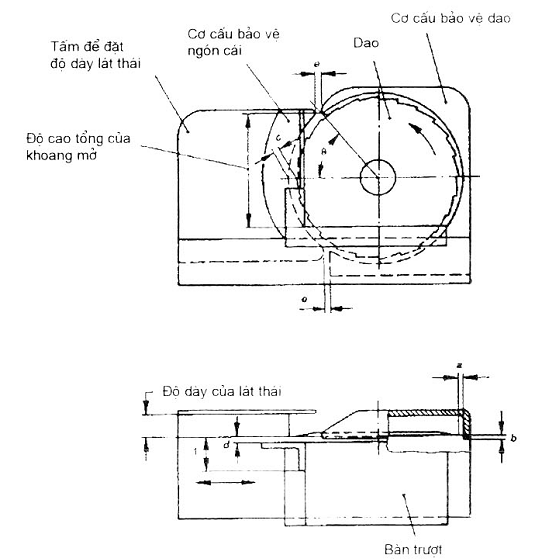 Cơ cấu bảo vệ dao
Cơ cấu bảo vệ
ngón cái
Dao
Tấm để đặt
độ dày lát thái
e
Độ cao tổng của
khoang mở
c
θ
e
a
Độ dày của lát thái
d
f
b
Bàn trượt